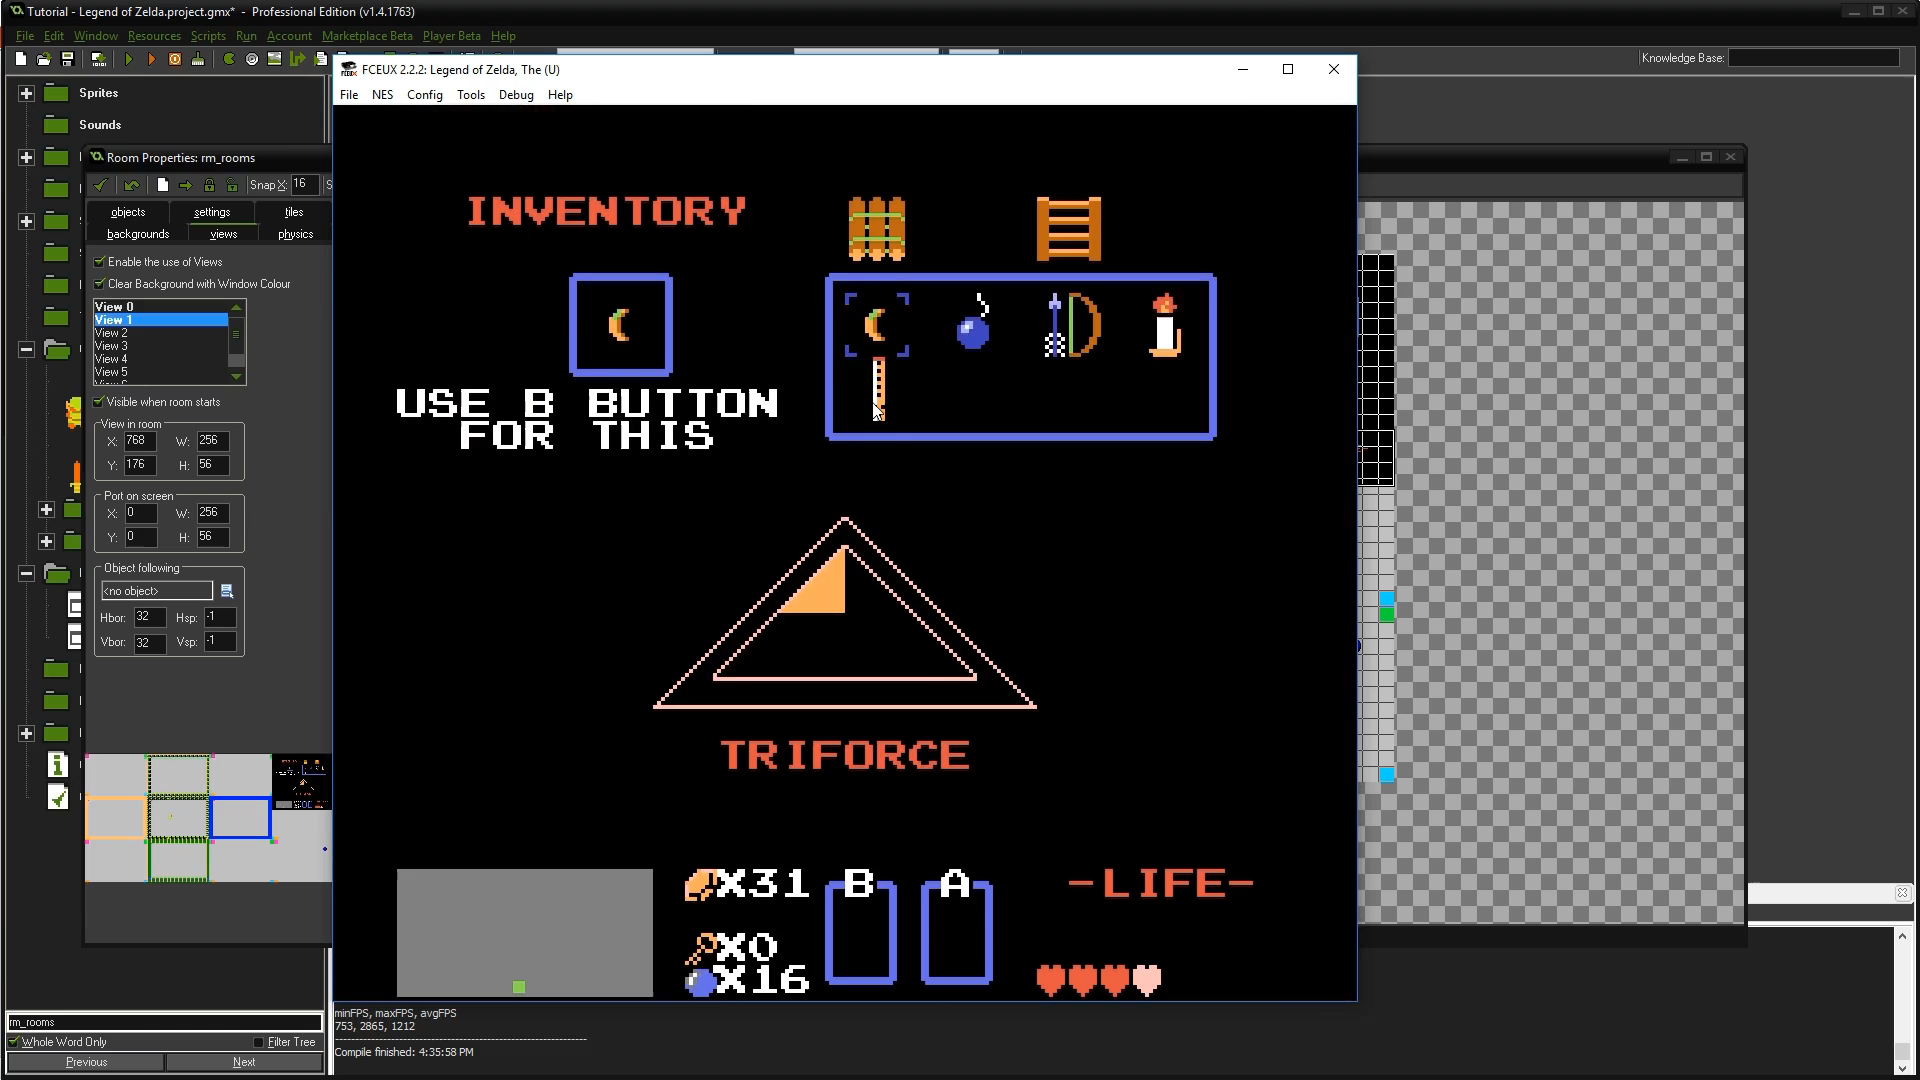 Tutorial - Legend of Zelda.project.gmx* - Professional Edition (v1.4.1763)
File Edit Window Resources Scripts Run Account Marketplace Beta Player Beta Help
Knowledge Base:
FCEUX 2.2.2: Legend of Zelda, The (U)
File NES Config Tools Debug Help
Sprites
Sounds
Room Properties: rm_rooms
Snap X: 16
objects settings tiles
backgrounds views physics
Enable the use of Views
Clear Background with Window Colour
View 0
View 1
View 2
View 3
View 4
View 5
Visible when room starts
View in room
X: 768 W: 256
Y: 176 H: 56
Port on screen
X: 0 W: 256
Y: 0 H: 56
Object following
<no object>
Hbor: 32 Hsp: -1
Vbor: 32 Vsp: -1
INVENTORY
USE B BUTTON
FOR THIS
TRIFORCE
X31 B A -LIFE-
X0
X16
rm_rooms
Whole Word Only Filter Tree
Previous Next
minFPS, maxFPS, avgFPS
753, 2865, 1212
Compile finished: 4:35:58 PM